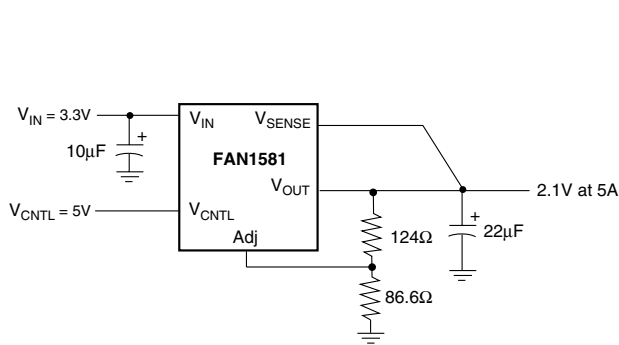 V_IN = 3.3V
10µF
+
V_IN
V_SENSE
FAN1581
V_OUT
2.1V at 5A
V_CNTL = 5V
V_CNTL
Adj
124Ω
+
22µF
86.6Ω